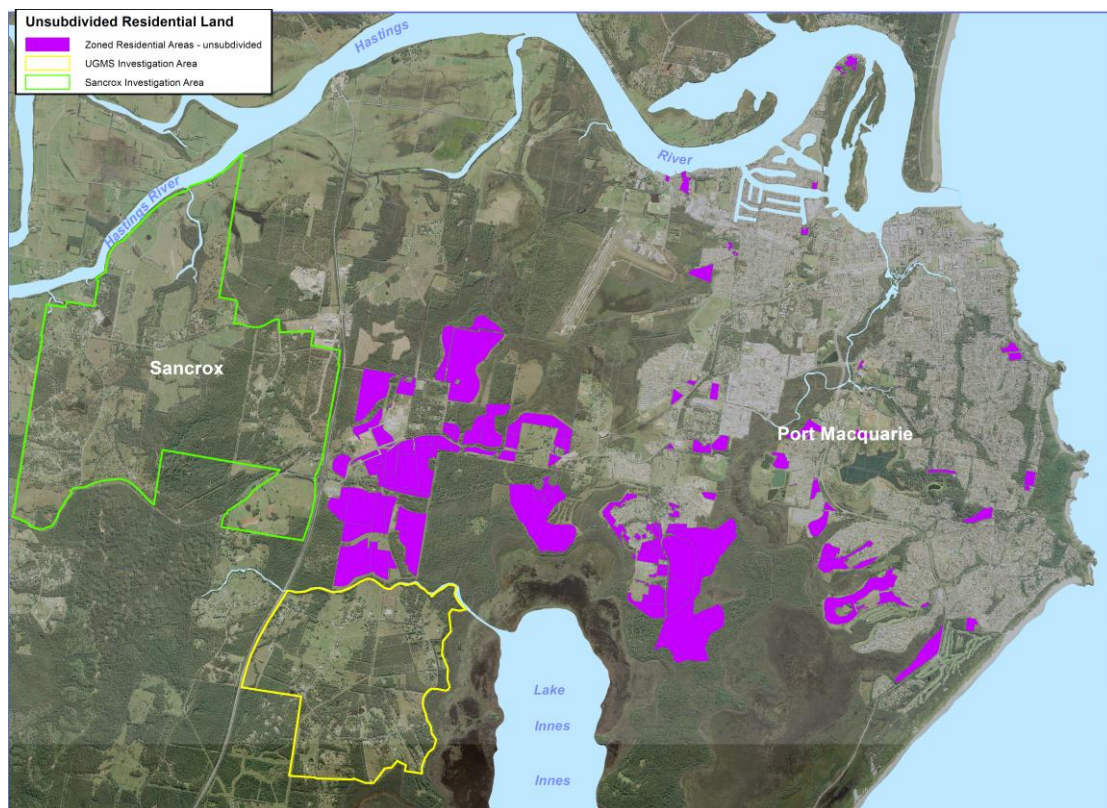 Unsubdivided Residential Land
Zoned Residential Areas - unsubdivided
UGMS Investigation Area
Sancrox Investigation Area
Hastings
River
Hastings River
Sancrox
Port Macquarie
Lake
Innes
Innes